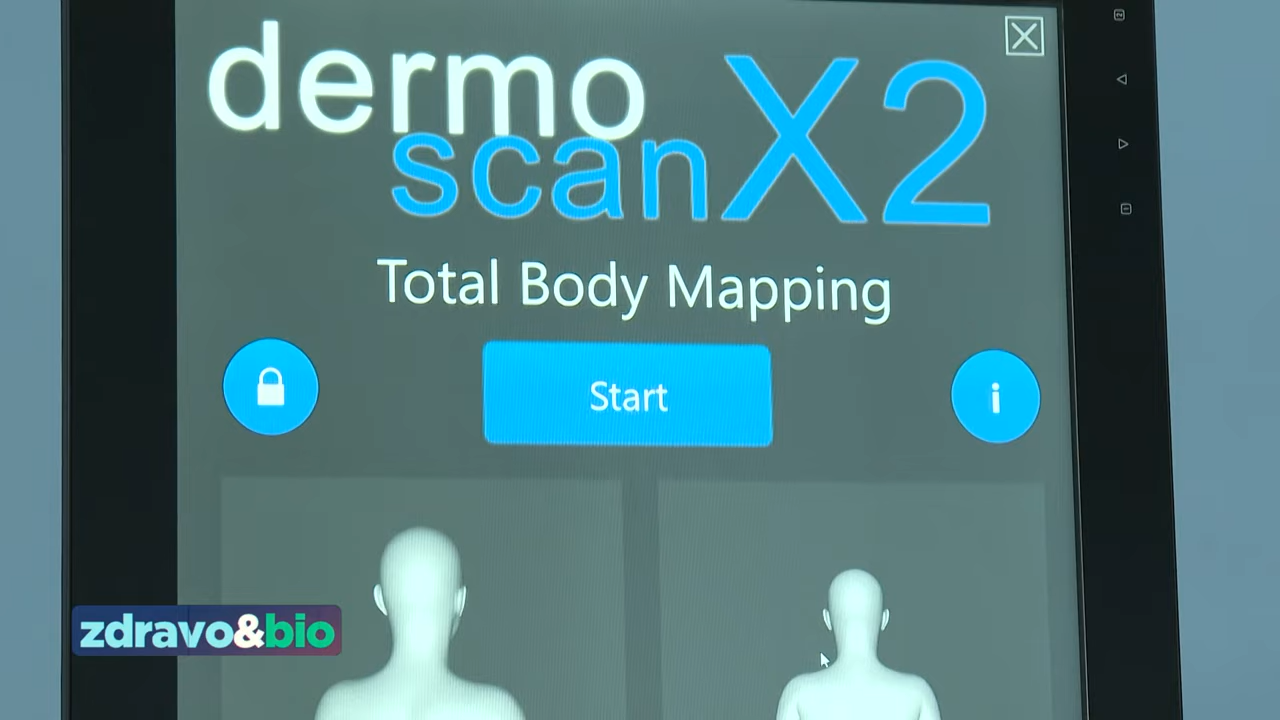 dermo
scan X2
Total Body Mapping
Start
i
zdravo&bio